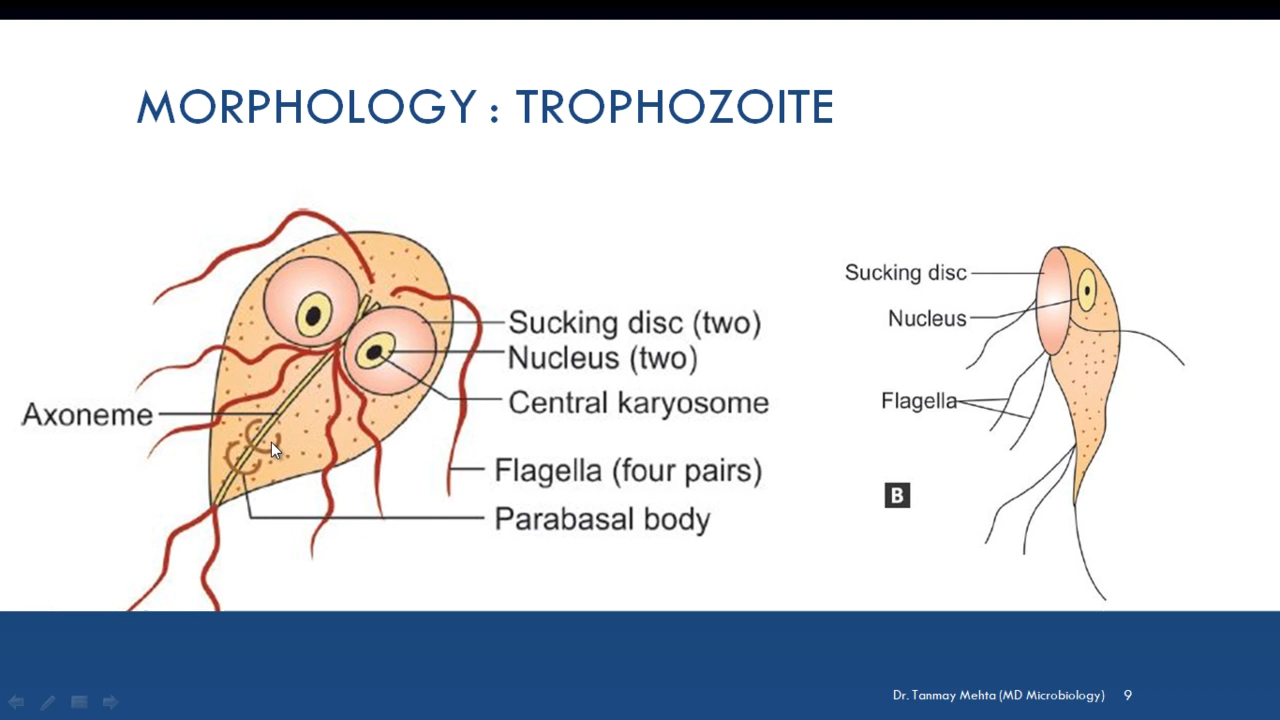 MORPHOLOGY : TROPHOZOITE
Sucking disc (two)
Nucleus (two)
Central karyosome
Axoneme
Flagella (four pairs)
Parabasal body
Sucking disc
Nucleus
Flagella
B
Dr. Tanmay Mehta (MD Microbiology) 9